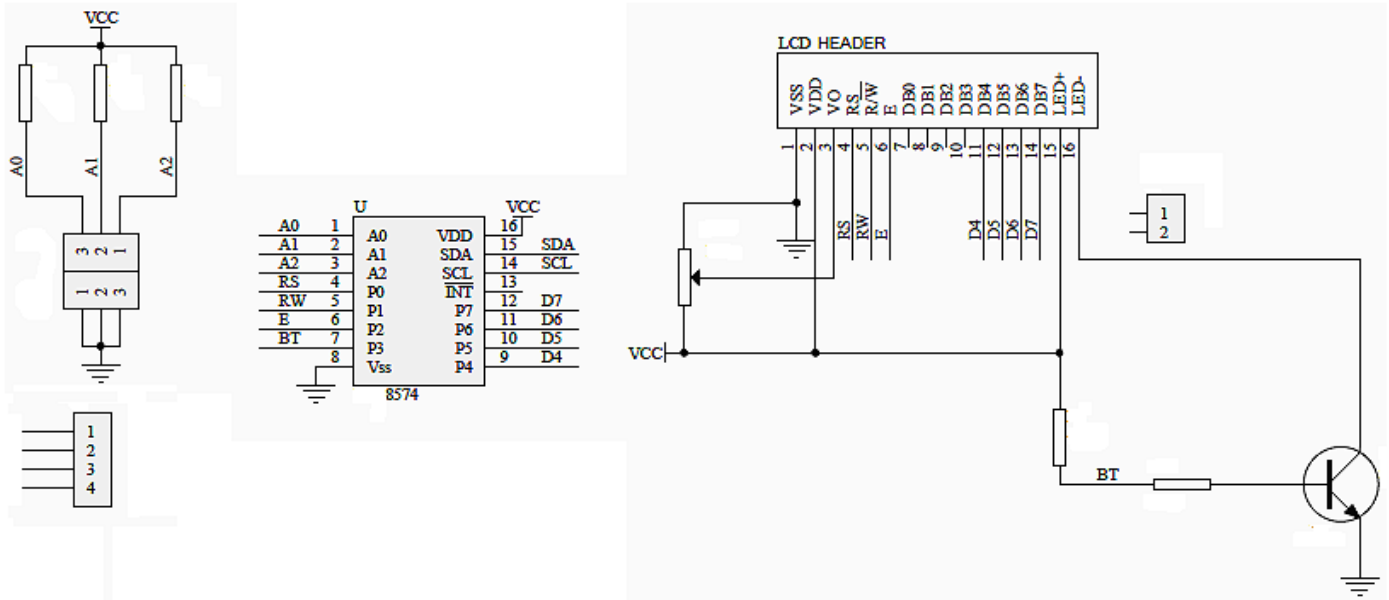 VCC
A0
A1
A2
3 2 1
1 2 3
1
2
3
4
U
VCC
A0 1 A0 VDD 16
A1 2 A1 SDA 15 SDA
A2 3 A2 SCL 14 SCL
RS 4 P0 INT 13
RW 5 P1 P7 12 D7
E 6 P2 P6 11 D6
BT 7 P3 P5 10 D5
8 Vss P4 9 D4
8574
LCD HEADER
VSS VDD VO RS R/W E DB0 DB1 DB2 DB3 DB4 DB5 DB6 DB7 LED+ LED-
1 2 3 4 5 6 7 8 9 10 11 12 13 14 15 16
RS RW E D4 D5 D6 D7
1
2
VCC
BT